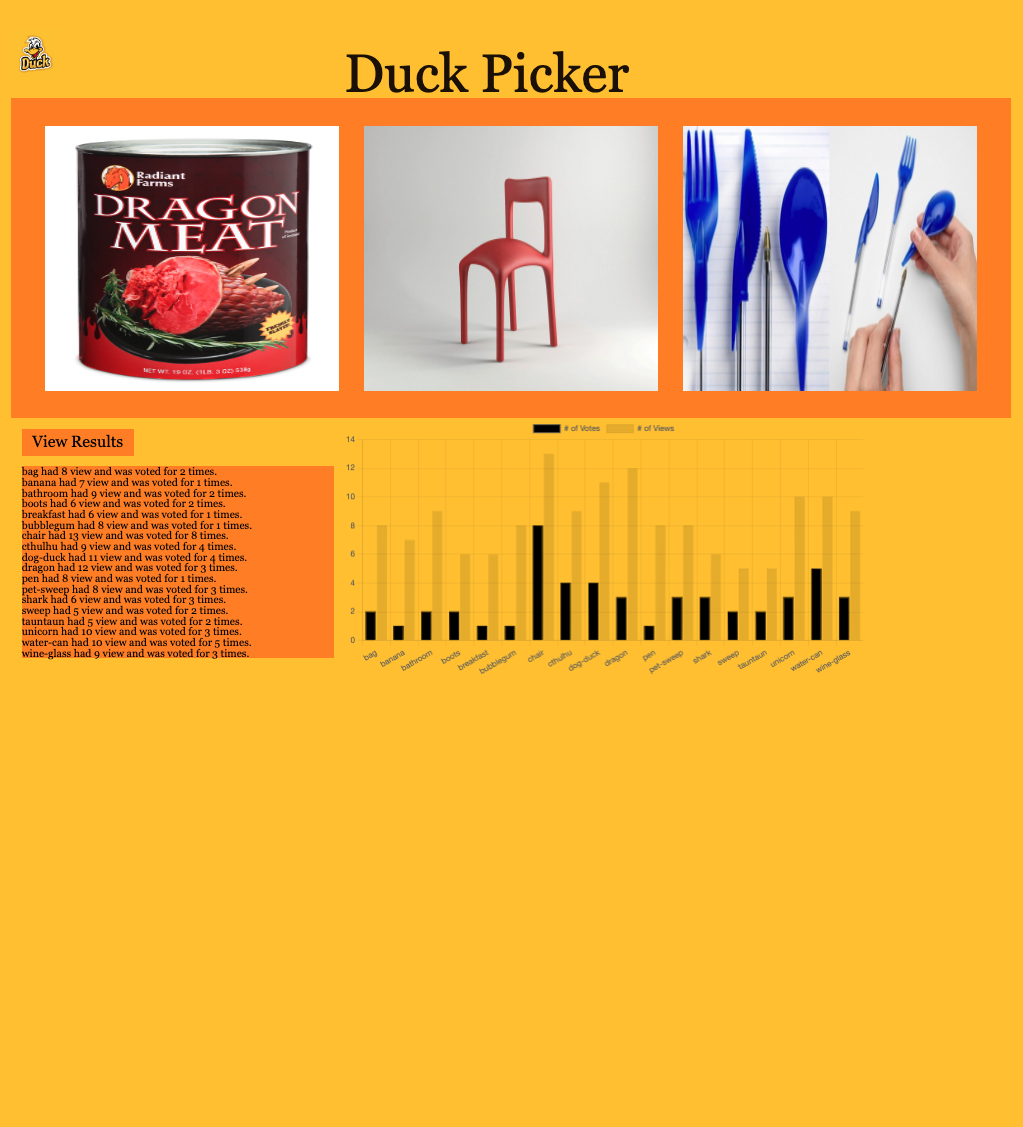 Duck
Duck Picker
Radiant
Farms
DRAGON
MEAT
NET WT. 19 OZ. (1LB. 3 OZ) 538g
View Results
bag had 8 view and was voted for 2 times.
banana had 7 view and was voted for 1 times.
bathroom had 9 view and was voted for 2 times.
boots had 6 view and was voted for 2 times.
breakfast had 6 view and was voted for 1 times.
bubblegum had 8 view and was voted for 1 times.
chair had 13 view and was voted for 8 times.
cthulhu had 9 view and was voted for 4 times.
dog-duck had 11 view and was voted for 4 times.
dragon had 12 view and was voted for 3 times.
pen had 8 view and was voted for 1 times.
pet-sweep had 8 view and was voted for 3 times.
shark had 6 view and was voted for 3 times.
sweep had 5 view and was voted for 2 times.
tauntaun had 5 view and was voted for 2 times.
unicorn had 10 view and was voted for 3 times.
water-can had 10 view and was voted for 5 times.
wine-glass had 9 view and was voted for 3 times.
# of Votes # of Views
14
12
10
8
6
4
2
0
bag banana bathroom boots breakfast bubblegum chair cthulhu dog-duck dragon pen pet-sweep shark sweep tauntaun unicorn water-can wine-glass